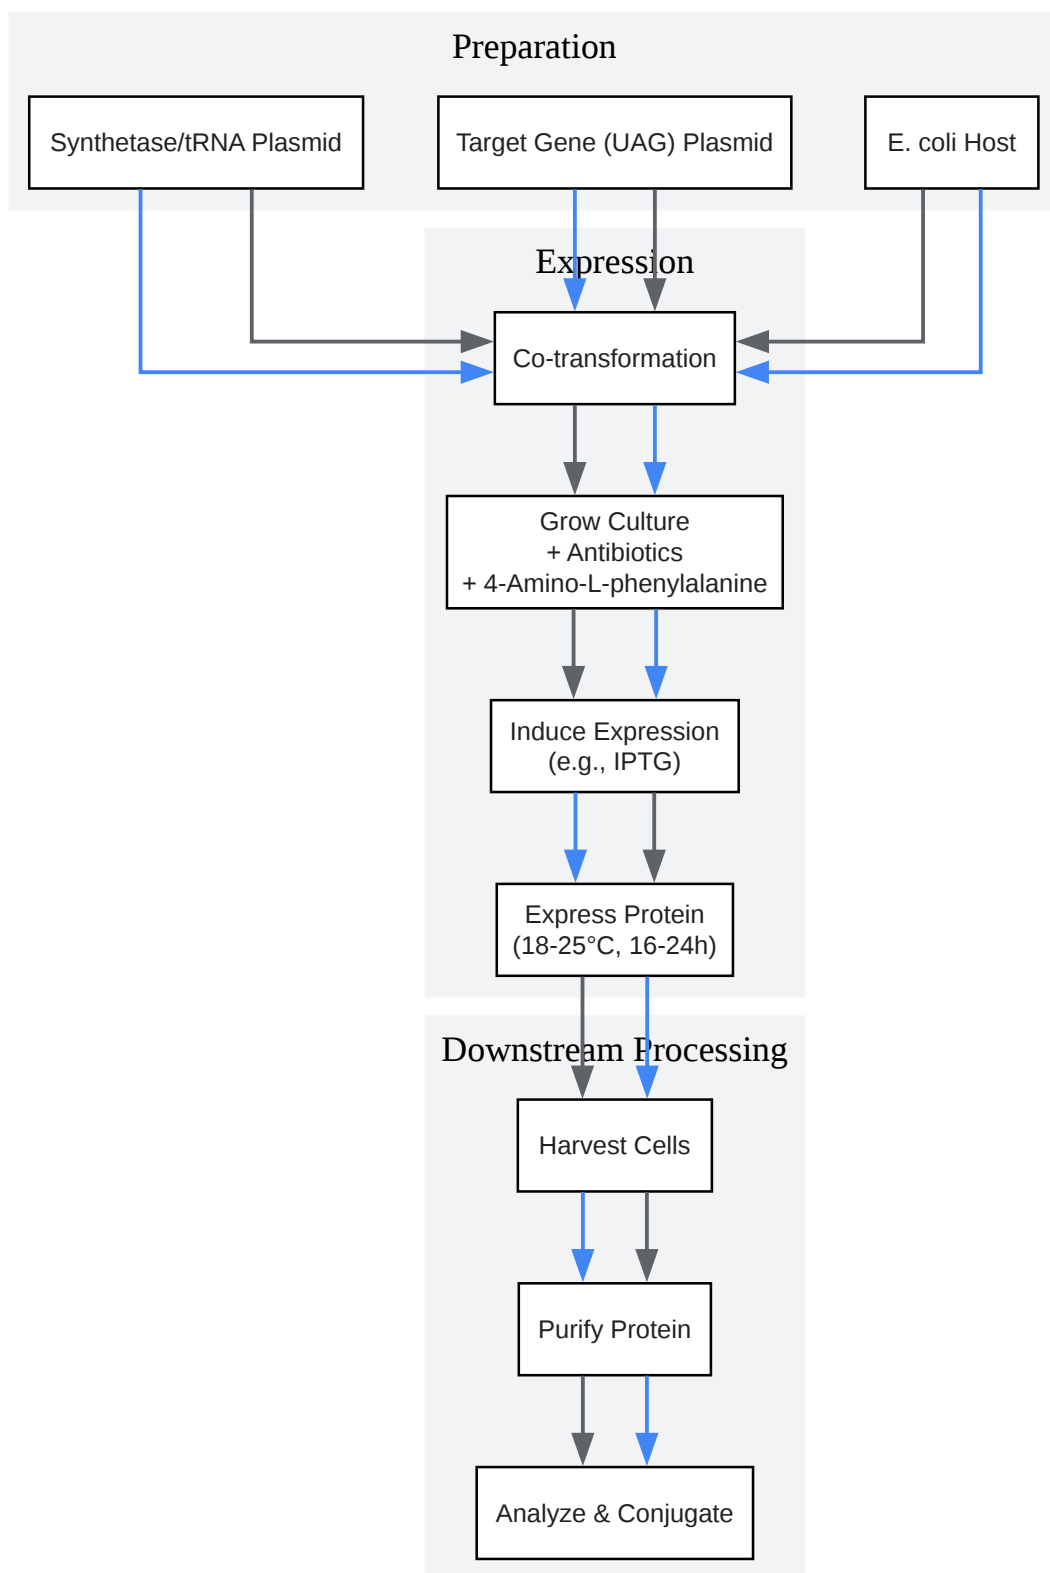 Preparation
Synthetase/tRNA Plasmid
Target Gene (UAG) Plasmid
E. coli Host
Expression
Co-transformation
Grow Culture
+ Antibiotics
+ 4-Amino-L-phenylalanine
Induce Expression
(e.g., IPTG)
Express Protein
(18-25°C, 16-24h)
Downstream Processing
Harvest Cells
Purify Protein
Analyze & Conjugate